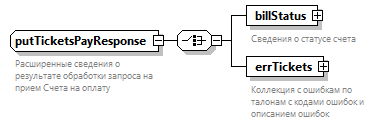 billStatus
Сведения о статусе счета
putTicketsPayResponse
Расширенные сведения о
результате обработки запроса на
прием Счета на оплату
errTickets
Коллекция с ошибками по
талонам с кодами ошибок и
описанием ошибок